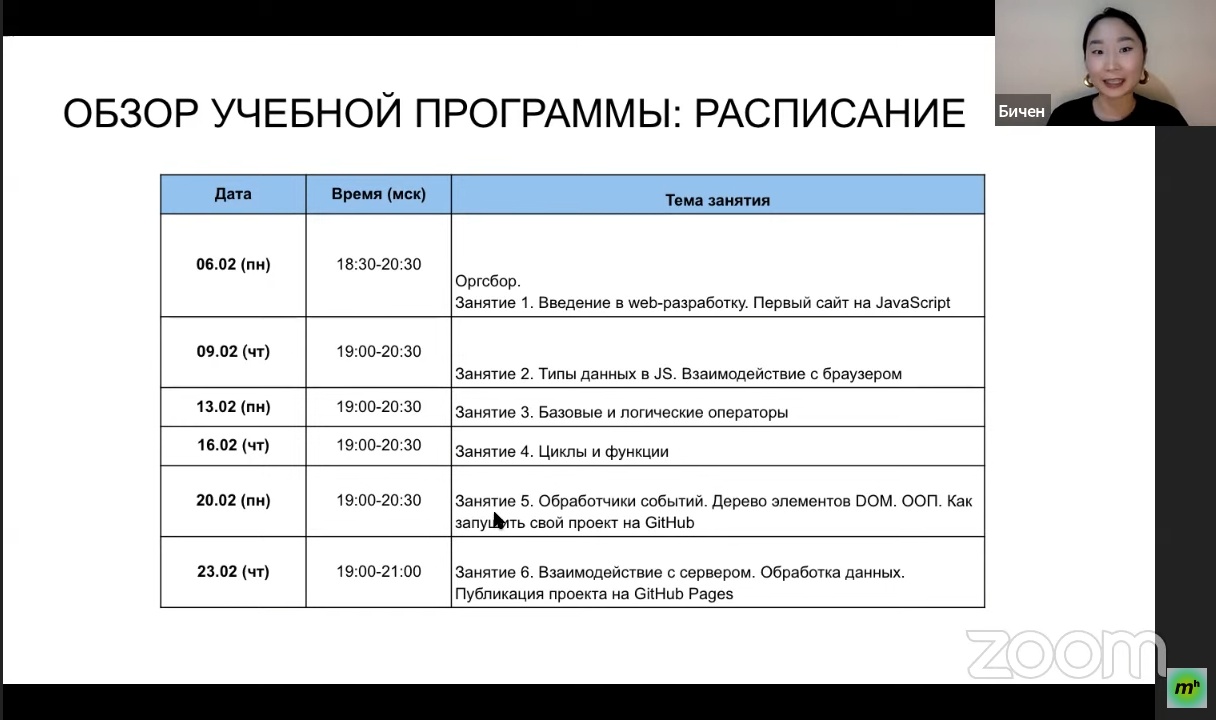 ОБЗОР УЧЕБНОЙ ПРОГРАММЫ: РАСПИСАНИЕ
Бичен
Дата
Время (мск)
Тема занятия
06.02 (пн)
18:30-20:30
Оргсбор.
Занятие 1. Введение в web-разработку. Первый сайт на JavaScript
09.02 (чт)
19:00-20:30
Занятие 2. Типы данных в JS. Взаимодействие с браузером
13.02 (пн)
19:00-20:30
Занятие 3. Базовые и логические операторы
16.02 (чт)
19:00-20:30
Занятие 4. Циклы и функции
20.02 (пн)
19:00-20:30
Занятие 5. Обработчики событий. Дерево элементов DOM. ООП. Как
запустить свой проект на GitHub
23.02 (чт)
19:00-21:00
Занятие 6. Взаимодействие с сервером. Обработка данных.
Публикация проекта на GitHub Pages
zoom
mʰ